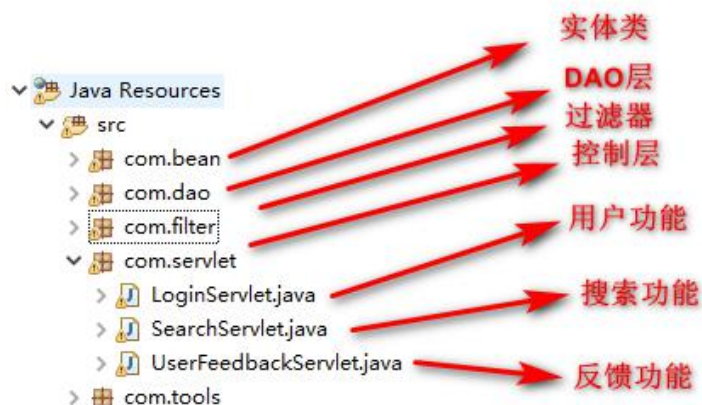 实体类
Java Resources
DAO层
src
过滤器
com.bean
控制层
com.dao
com.filter
用户功能
com.servlet
LoginServlet.java
搜索功能
SearchServlet.java
UserFeedbackServlet.java
反馈功能
com.tools